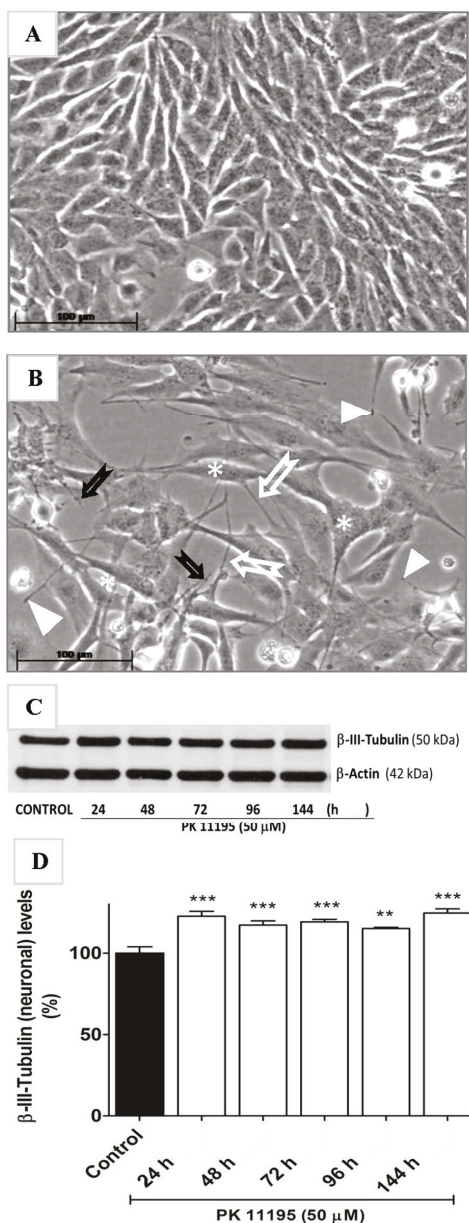 A
100 µm
B
*
*
*
100 µm
C
β-III-Tubulin (50 kDa)
β-Actin (42 kDa)
CONTROL 24 48 72 96 144 (h )
PK 11195 (50 µM)
D
β-III-Tubulin (neuronal) levels
(%)
100
50
0
*** *** *** ** ***
Control 24 h 48 h 72 h 96 h 144 h
PK 11195 (50 µM)